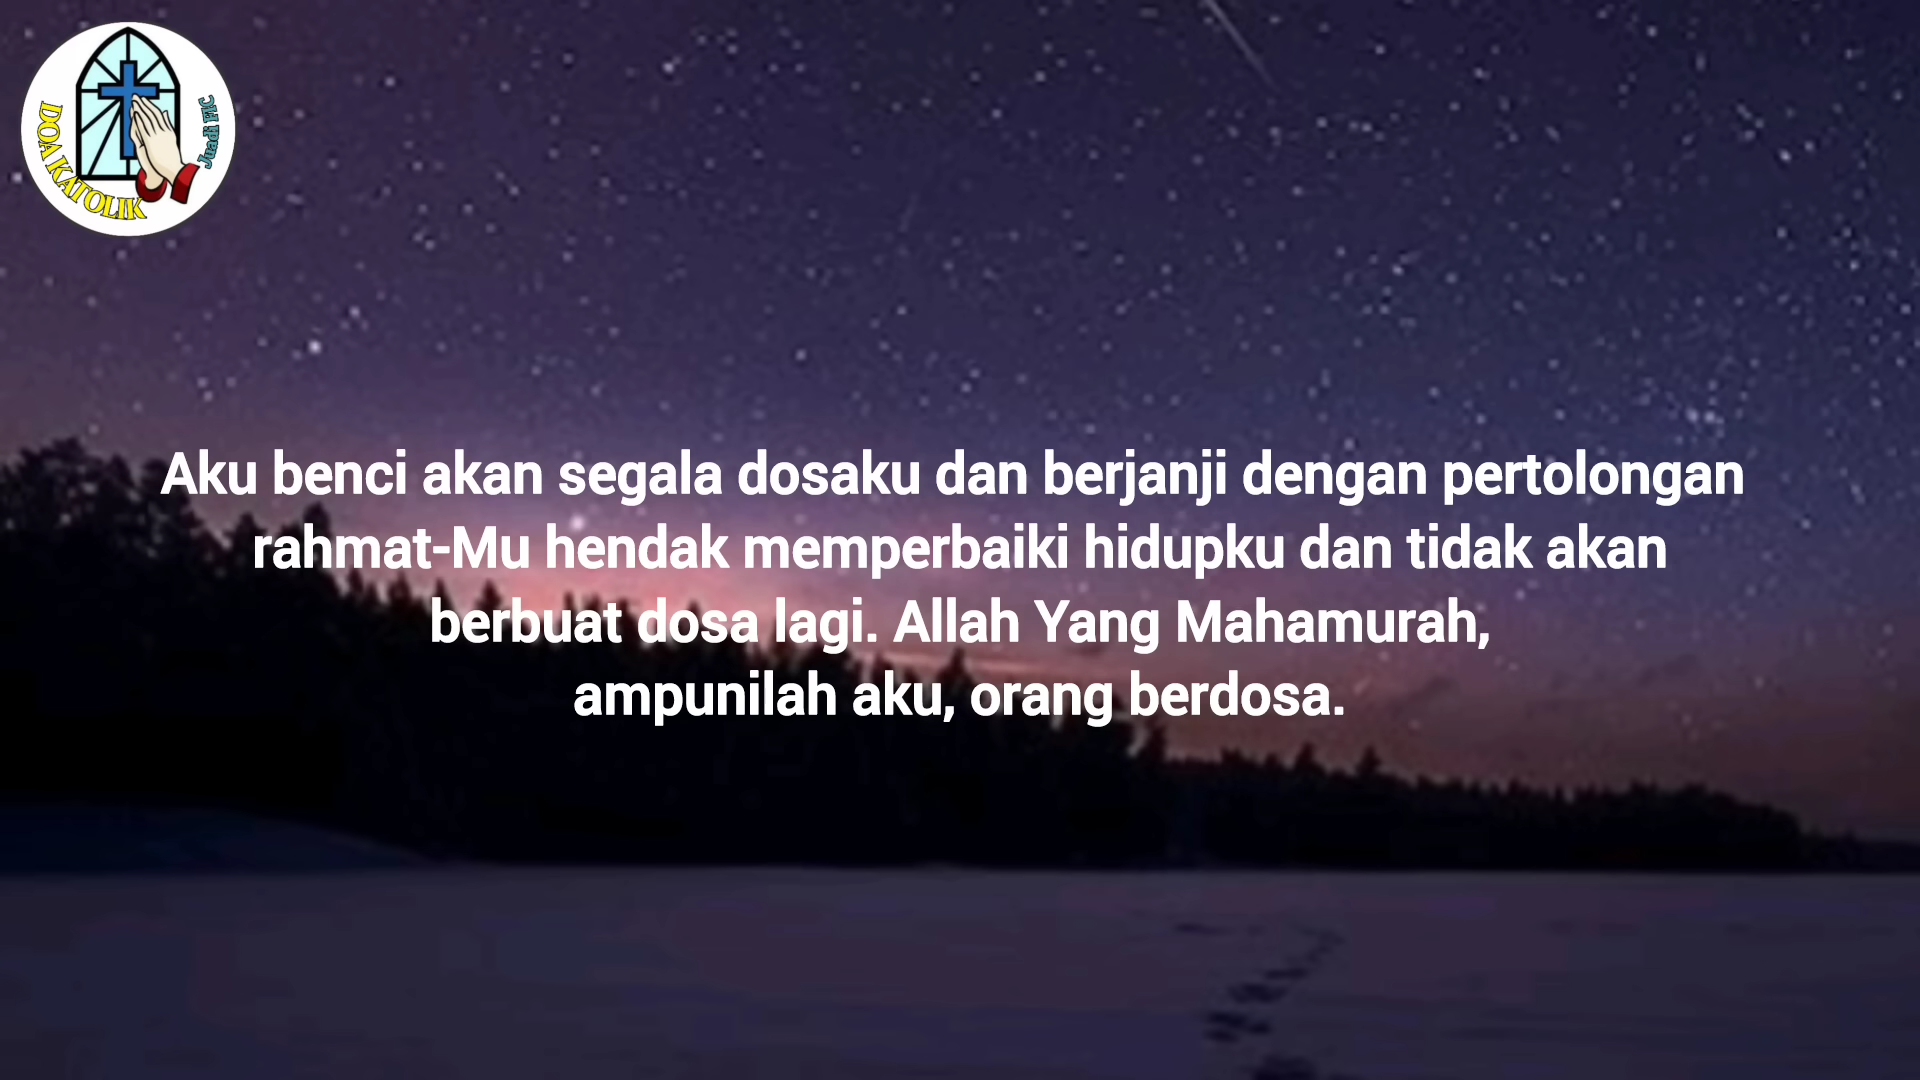 DOA KATOLIK
Juadi FIC
Aku benci akan segala dosaku dan berjanji dengan pertolongan
rahmat-Mu hendak memperbaiki hidupku dan tidak akan
berbuat dosa lagi. Allah Yang Mahamurah,
ampunilah aku, orang berdosa.